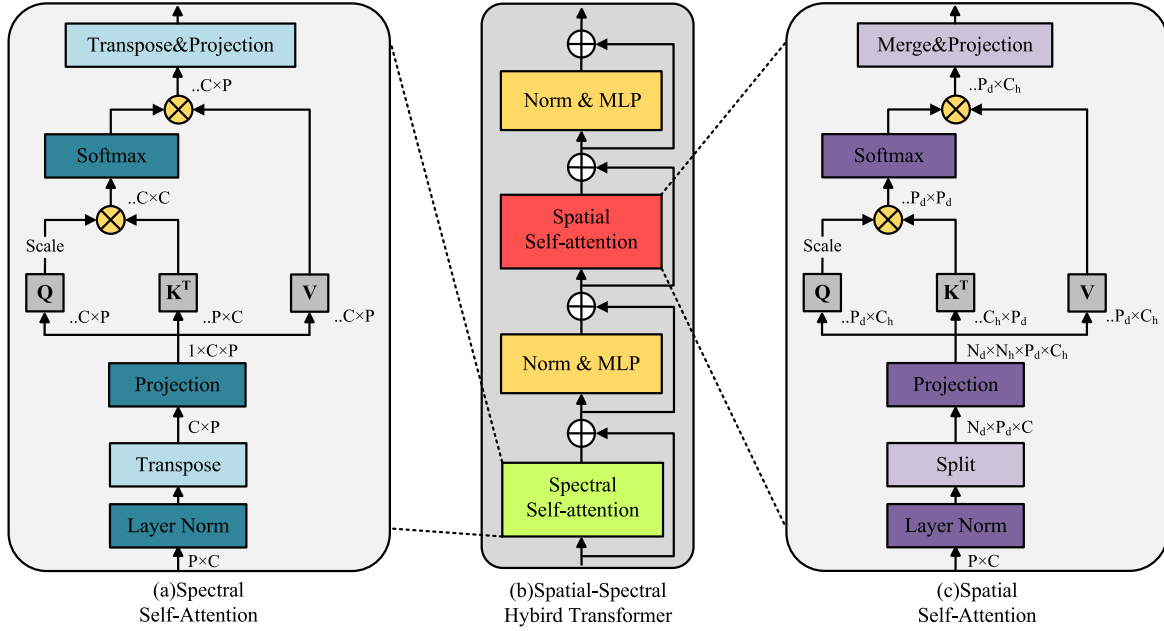 Transpose&Projection
..C×P
Softmax
..C×C
Scale
Q
K^T
V
..C×P
..P×C
..C×P
1×C×P
Projection
C×P
Transpose
Layer Norm
P×C
(a)Spectral
Self-Attention
Norm & MLP
Spatial
Self-attention
Norm & MLP
Spectral
Self-attention
(b)Spatial-Spectral
Hybird Transformer
Merge&Projection
..P_d×C_h
Softmax
..P_d×P_d
Scale
Q
K^T
V
..P_d×C_h
..C_h×P_d
..P_d×C_h
N_d×N_h×P_d×C_h
Projection
N_d×P_d×C
Split
Layer Norm
P×C
(c)Spatial
Self-Attention